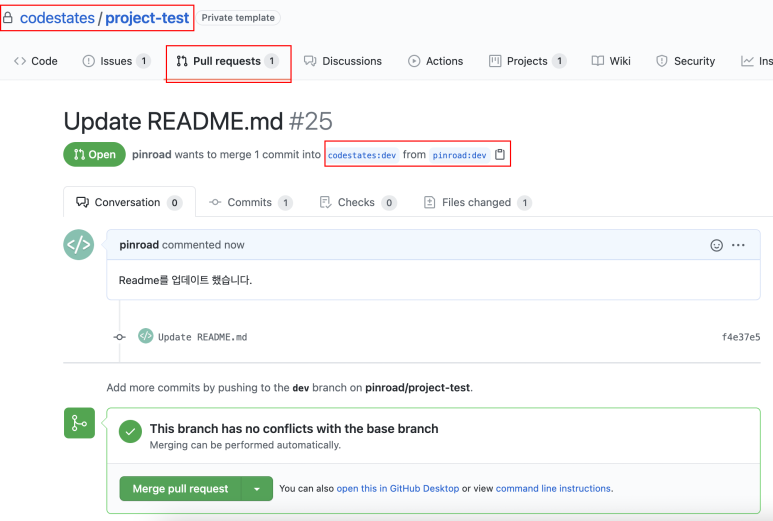 codestates / project-test Private template
Code Issues 1 Pull requests 1 Discussions Actions Projects 1 Wiki Security Ins
Update README.md #25
Open pinroad wants to merge 1 commit into codestates:dev from pinroad:dev
Conversation 0 Commits 1 Checks 0 Files changed 1
pinroad commented now
Readme를 업데이트 했습니다.
Update README.md f4e37e5
Add more commits by pushing to the dev branch on pinroad/project-test.
This branch has no conflicts with the base branch
Merging can be performed automatically.
Merge pull request You can also open this in GitHub Desktop or view command line instructions.